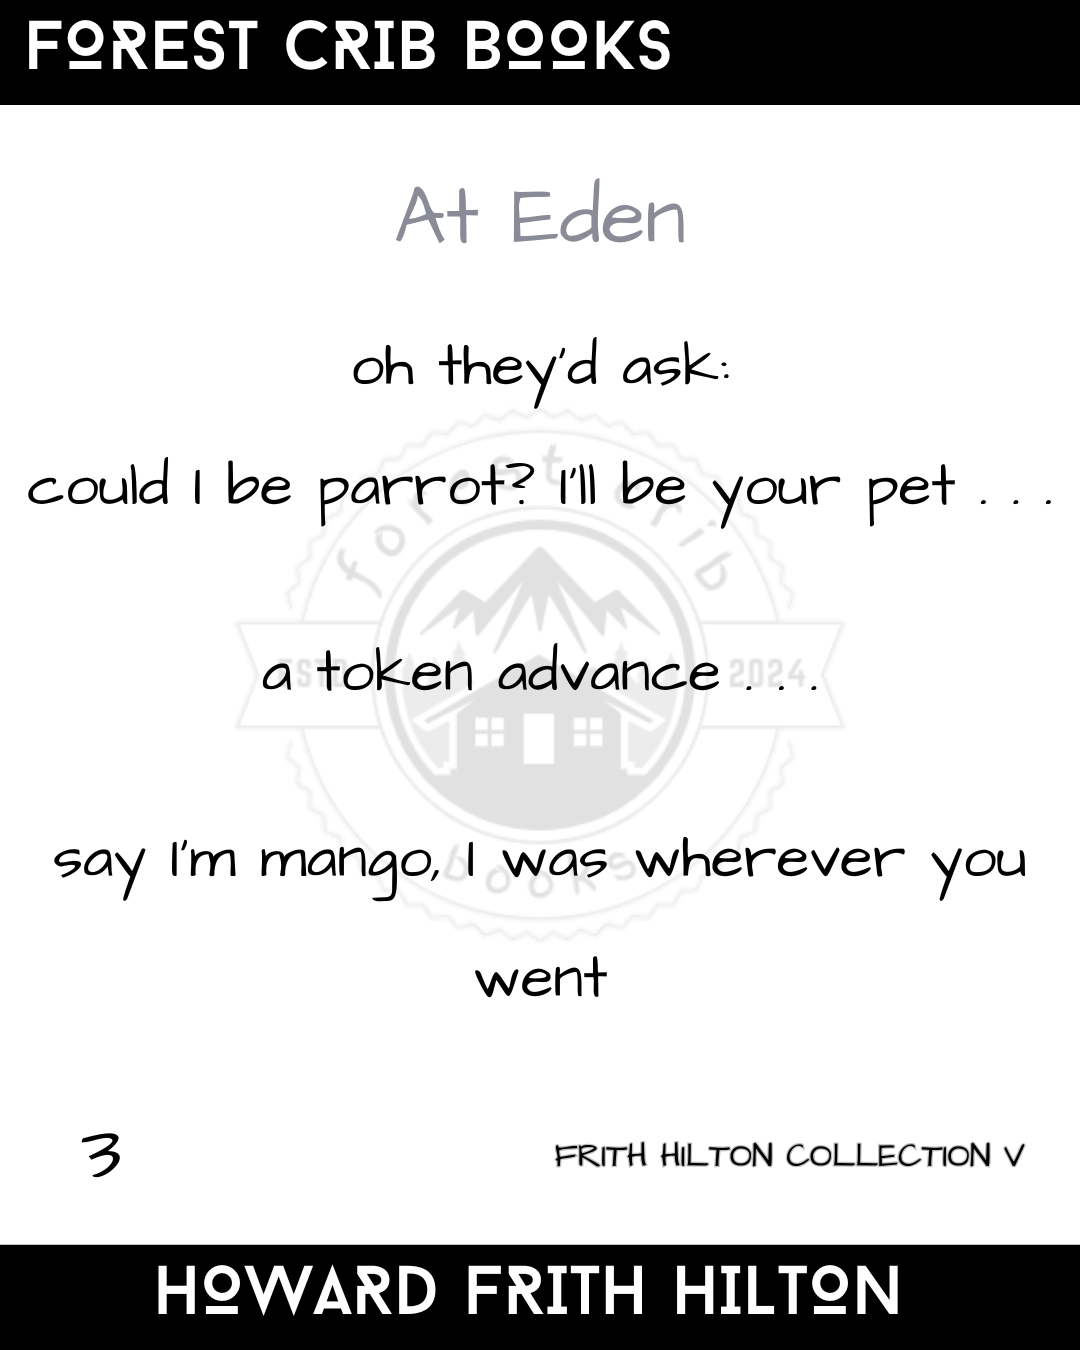 FOREST CRIB BOOKS
At Eden
oh they'd ask:
could I be parrot? I'll be your pet . . .
a token advance . . .
say I'm mango, I was wherever you
went
forest crib
ESTD 2024
books
3
FRITH HILTON COLLECTION V
HOWARD FRITH HILTON